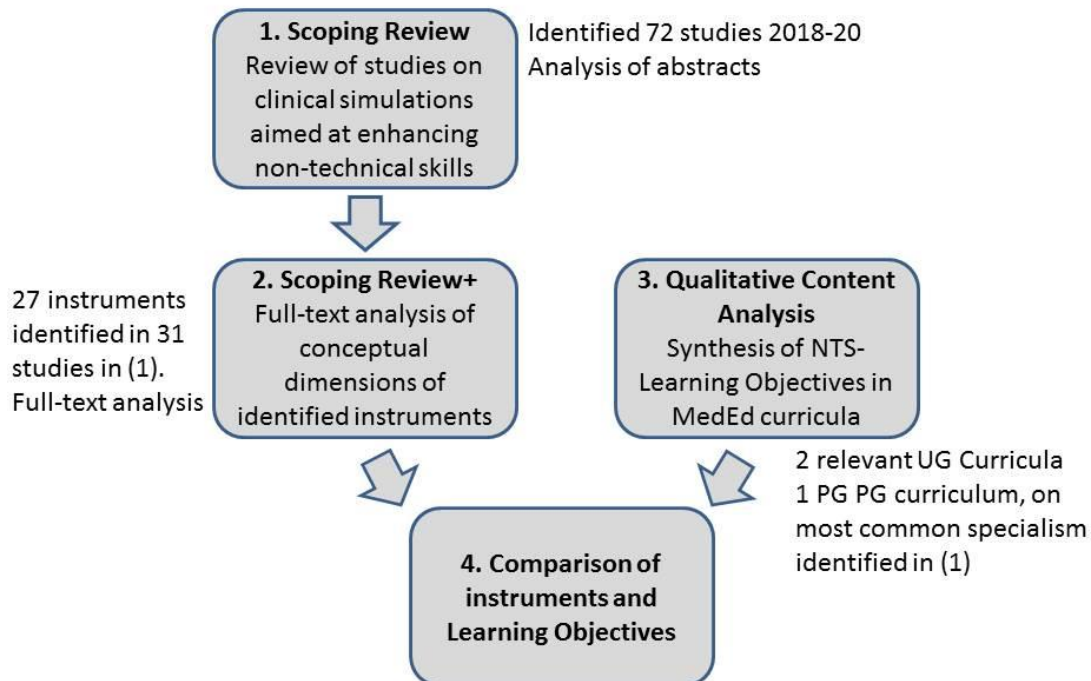 1. Scoping Review
Review of studies on
clinical simulations
aimed at enhancing
non-technical skills
Identified 72 studies 2018-20
Analysis of abstracts
27 instruments
identified in 31
studies in (1).
Full-text analysis
2. Scoping Review+
Full-text analysis of
conceptual
dimensions of
identified instruments
3. Qualitative Content
Analysis
Synthesis of NTS-
Learning Objectives in
MedEd curricula
2 relevant UG Curricula
1 PG PG curriculum, on
most common specialism
identified in (1)
4. Comparison of
instruments and
Learning Objectives